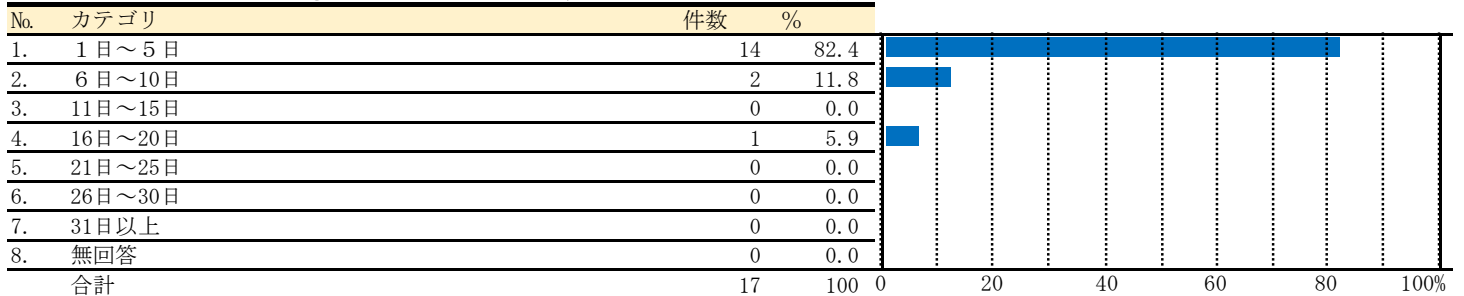 № カテゴリ 件数 %
1. １日～５日 14 82.4
2. ６日～10日 2 11.8
3. 11日～15日 0 0.0
4. 16日～20日 1 5.9
5. 21日～25日 0 0.0
6. 26日～30日 0 0.0
7. 31日以上 0 0.0
8. 無回答 0 0.0
合計 17 100 0 20 40 60 80 100%